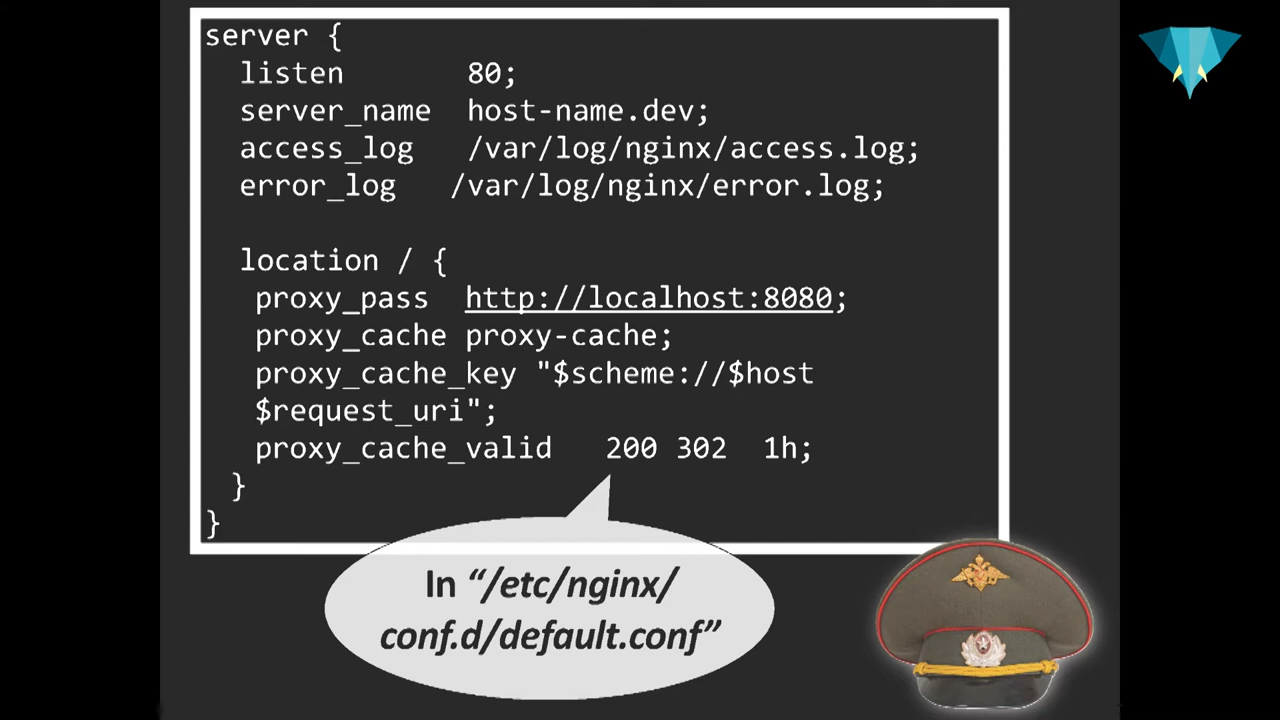 server {
listen 80;
server_name host-name.dev;
access_log /var/log/nginx/access.log;
error_log /var/log/nginx/error.log;
location / {
proxy_pass http://localhost:8080;
proxy_cache proxy-cache;
proxy_cache_key "$scheme://$host
$request_uri";
proxy_cache_valid 200 302 1h;
}
}
In “/etc/nginx/
conf.d/default.conf”